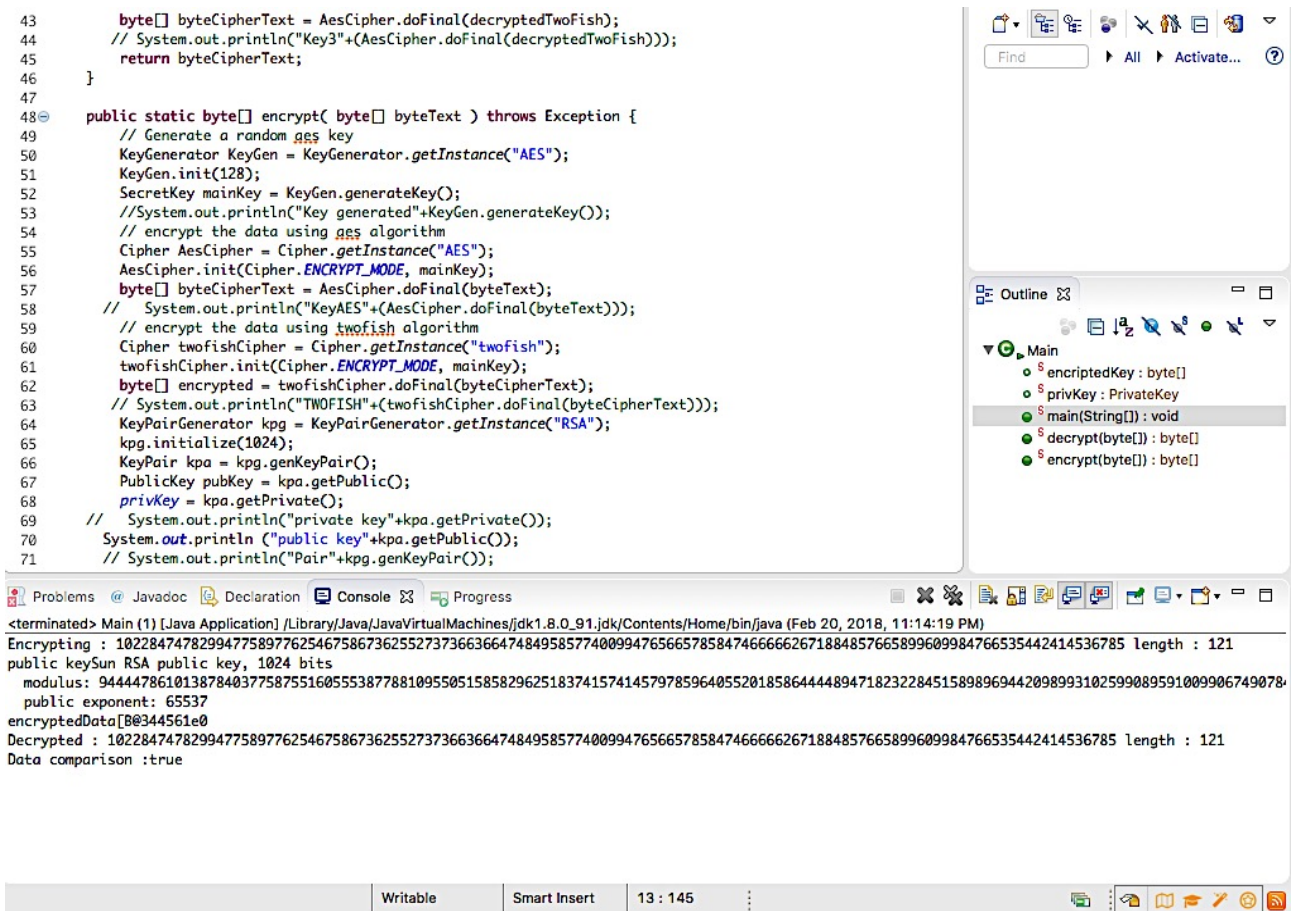 43 byte[] byteCipherText = AesCipher.doFinal(decryptedTwoFish);
44 // System.out.println("Key3"+(AesCipher.doFinal(decryptedTwoFish)));
45 return byteCipherText;
46 }
47
48 public static byte[] encrypt( byte[] byteText ) throws Exception {
49 // Generate a random aes key
50 KeyGenerator KeyGen = KeyGenerator.getInstance("AES");
51 KeyGen.init(128);
52 SecretKey mainKey = KeyGen.generateKey();
53 //System.out.println("Key generated"+KeyGen.generateKey());
54 // encrypt the data using aes algorithm
55 Cipher AesCipher = Cipher.getInstance("AES");
56 AesCipher.init(Cipher.ENCRYPT_MODE, mainKey);
57 byte[] byteCipherText = AesCipher.doFinal(byteText);
58 // System.out.println("KeyAES"+(AesCipher.doFinal(byteText)));
59 // encrypt the data using twofish algorithm
60 Cipher twofishCipher = Cipher.getInstance("twofish");
61 twofishCipher.init(Cipher.ENCRYPT_MODE, mainKey);
62 byte[] encrypted = twofishCipher.doFinal(byteCipherText);
63 // System.out.println("TWOFISH"+(twofishCipher.doFinal(byteCipherText)));
64 KeyPairGenerator kpg = KeyPairGenerator.getInstance("RSA");
65 kpg.initialize(1024);
66 KeyPair kpa = kpg.genKeyPair();
67 PublicKey pubKey = kpa.getPublic();
68 privKey = kpa.getPrivate();
69 // System.out.println("private key"+kpa.getPrivate());
70 System.out.println ("public key"+kpa.getPublic());
71 // System.out.println("Pair"+kpg.genKeyPair());
Find All Activate...
Outline
Main
encriptedKey : byte[]
privKey : PrivateKey
main(String[]) : void
decrypt(byte[]) : byte[]
encrypt(byte[]) : byte[]
Problems Javadoc Declaration Console Progress
<terminated> Main (1) [Java Application] /Library/Java/JavaVirtualMachines/jdk1.8.0_91.jdk/Contents/Home/bin/java (Feb 20, 2018, 11:14:19 PM)
Encrypting : length : 121
public keySun RSA public key, 1024 bits
modulus:
public exponent: 65537
encryptedData[B@344561e0
Decrypted : length : 121
Data comparison :true
Writable Smart Insert 13 : 145